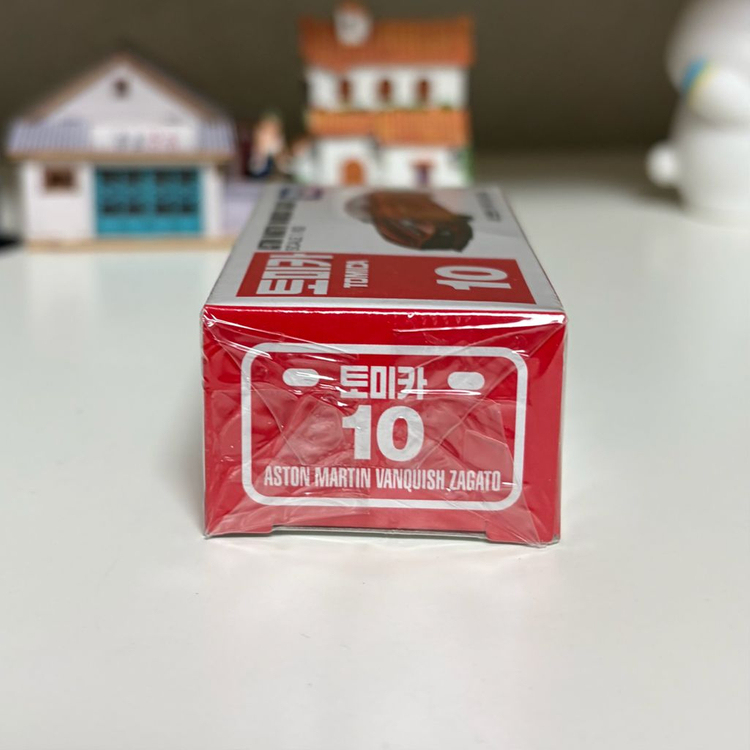 토미카
TOMICA
10
토미카
10
ASTON MARTIN VANQUISH ZAGATO